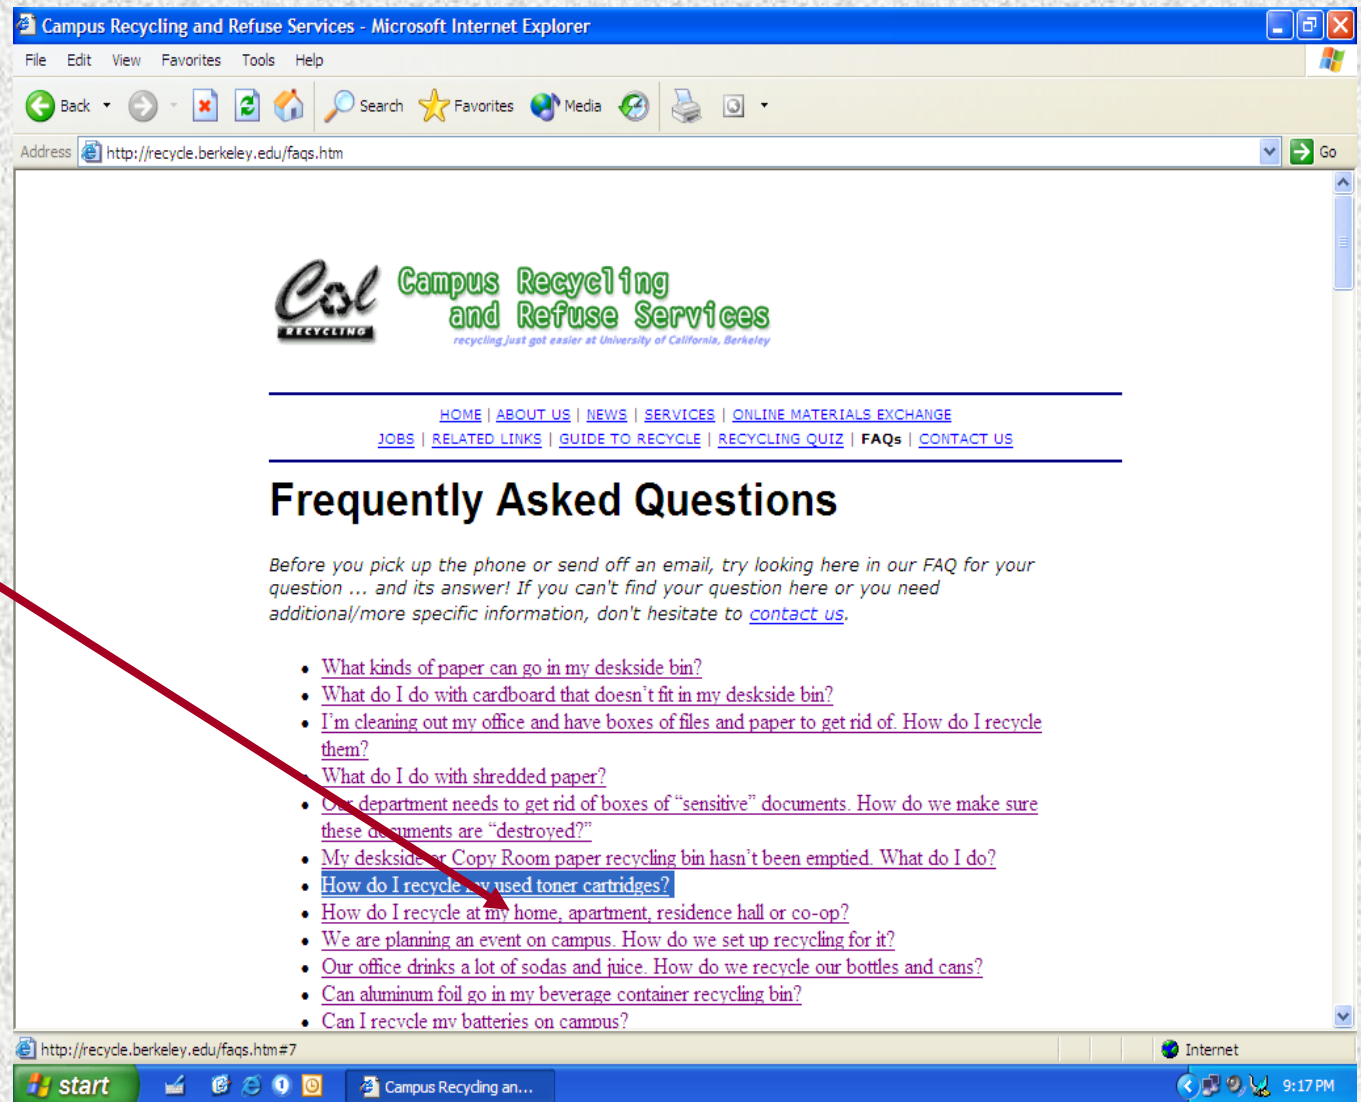 Campus Recycling and Refuse Services - Microsoft Internet Explorer
File Edit View Favorites Tools Help
Back Search Favorites Media
Address http://recycle.berkeley.edu/faqs.htm Go
Cal Campus Recycling
and Refuse Services
RECYCLING
recycling just got easier at University of California, Berkeley
HOME | ABOUT US | NEWS | SERVICES | ONLINE MATERIALS EXCHANGE
JOBS | RELATED LINKS | GUIDE TO RECYCLE | RECYCLING QUIZ | FAQs | CONTACT US
Frequently Asked Questions
Before you pick up the phone or send off an email, try looking here in our FAQ for your
question ... and its answer! If you can't find your question here or you need
additional/more specific information, don't hesitate to contact us.
• What kinds of paper can go in my deskside bin?
• What do I do with cardboard that doesn’t fit in my deskside bin?
• I’m cleaning out my office and have boxes of files and paper to get rid of. How do I recycle
them?
• What do I do with shredded paper?
• Our department needs to get rid of boxes of “sensitive” documents. How do we make sure
these documents are “destroyed?”
• My deskside or Copy Room paper recycling bin hasn’t been emptied. What do I do?
• How do I recycle my used toner cartridges?
• How do I recycle at my home, apartment, residence hall or co-op?
• We are planning an event on campus. How do we set up recycling for it?
• Our office drinks a lot of sodas and juice. How do we recycle our bottles and cans?
• Can aluminum foil go in my beverage container recycling bin?
• Can I recycle my batteries on campus?
http://recycle.berkeley.edu/faqs.htm#7 Internet
start Campus Recycling an... 9:17 PM